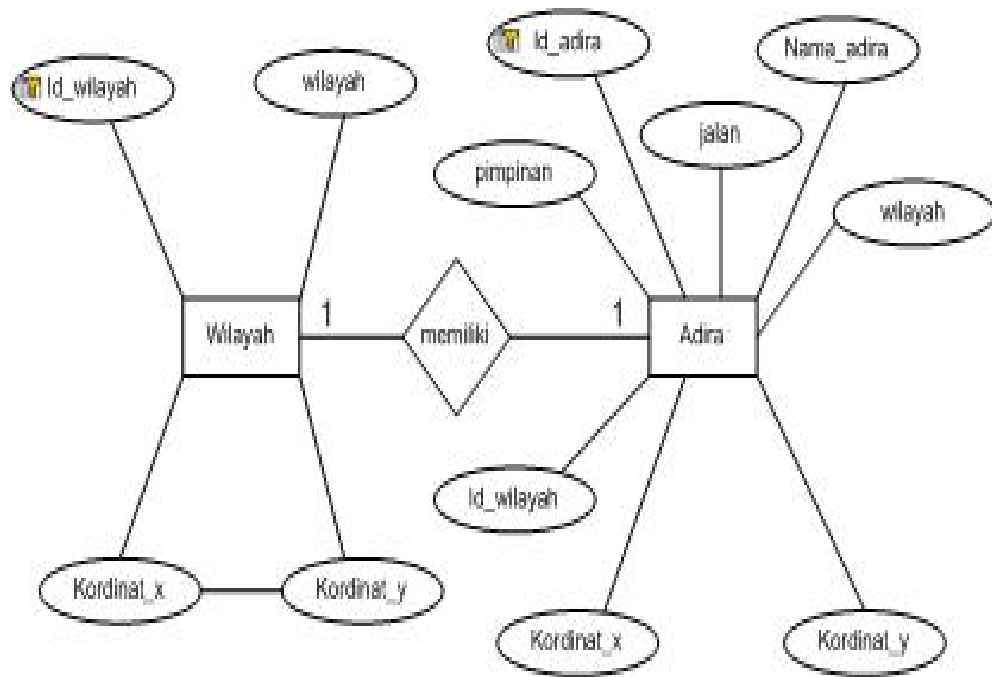 Id_adira
Nama_adira
Id_wilayah
wilayah
jalan
pimpinan
wilayah
Wilayah
1
memiliki
1
Adira
Id_wilayah
Kordinat_x
Kordinat_y
Kordinat_x
Kordinat_y